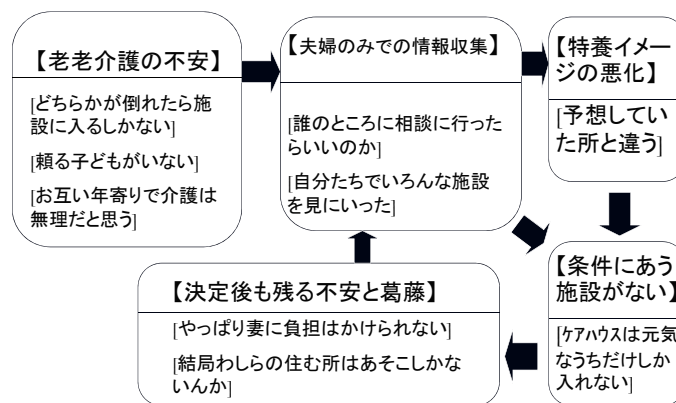 【老老介護の不安】
[どちらかが倒れたら施
設に入るしかない]
[頼る子どもがいない]
[お互い年寄りで介護は
無理だと思う]
【夫婦のみでの情報収集】
[誰のところに相談に行った
らいいのか]
[自分たちでいろんな施設
を見にいった]
【特養イメー
ジの悪化】
[予想してい
た所と違う]
【条件にあう
施設がない】
[ｹｱﾊｳｽは元気
なうちだけしか
入れない]
【決定後も残る不安と葛藤】
[やっぱり妻に負担はかけられない]
[結局わしらの住む所はあそこしかな
いんか]